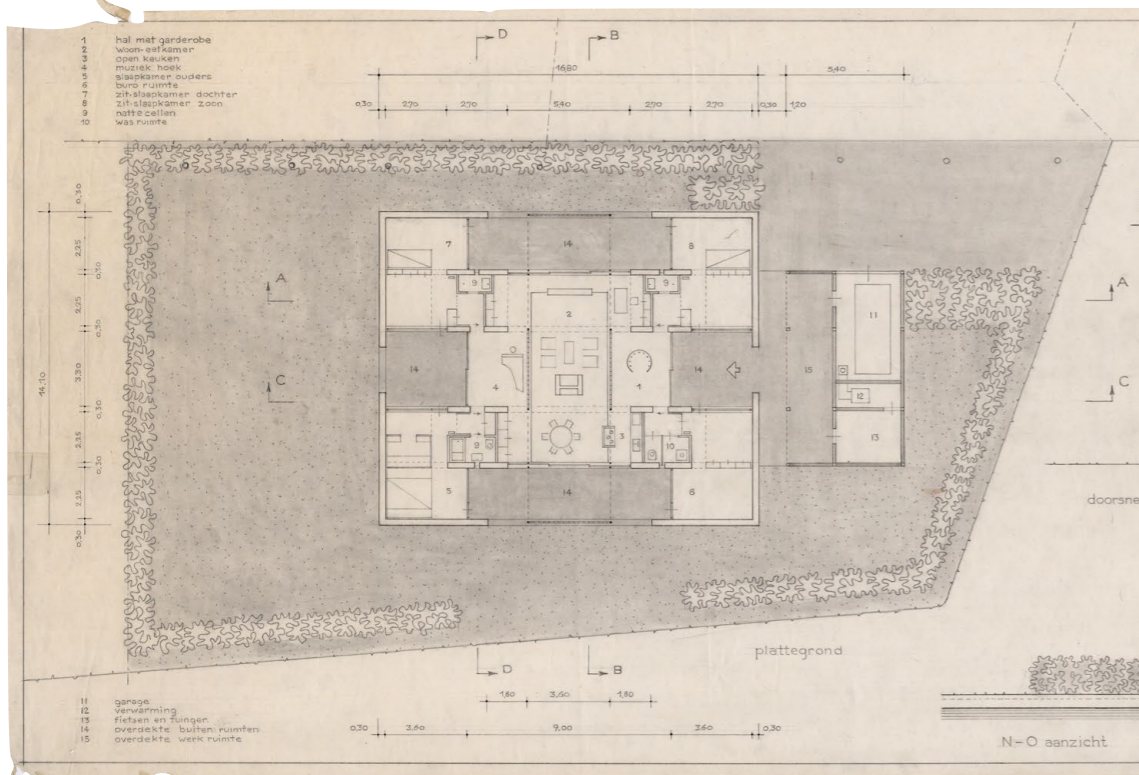 1 hal met garderobe
2 woon-eetkamer
3 open keuken
4 muziek hoek
5 slaapkamer ouders
6 buro ruimte
7 zit-slaapkamer dochter
8 zit-slaapkamer zoon
9 natte cellen
10 was ruimte
D B
16,80 5,40
0,30 2,70 2,70 5,40 2,70 2,70 0,30 1,20
14,10
0,30
2,25
0,30
2,25
0,30
3,30
0,30
2,25
0,30
2,25
0,30
7 14 8
A A
9 9
2 11
C C
14 4 1 14 15
12
3 13
9 10
5 14 6
doorsne
plattegrond
D B
1,80 3,60 1,80
0,30 3,60 9,00 3,60 0,30
11 garage
12 verwarming
13 fietsen en tuinger.
14 overdekte buiten ruimten
15 overdekte werk ruimte
N-O aanzicht